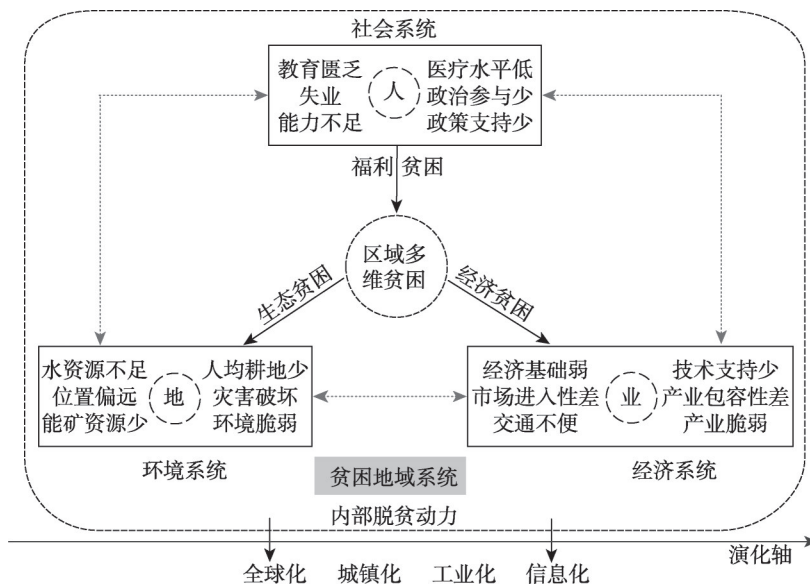 社会系统
教育匮乏
失业
能力不足
人
医疗水平低
政治参与少
政策支持少
福利贫困
区域多
维贫困
生态贫困
经济贫困
水资源不足
位置偏远
能矿资源少
地
人均耕地少
灾害破坏
环境脆弱
经济基础弱
市场进入性差
交通不便
业
技术支持少
产业包容性差
产业脆弱
环境系统
贫困地域系统
经济系统
内部脱贫动力
演化轴
全球化 城镇化 工业化 信息化